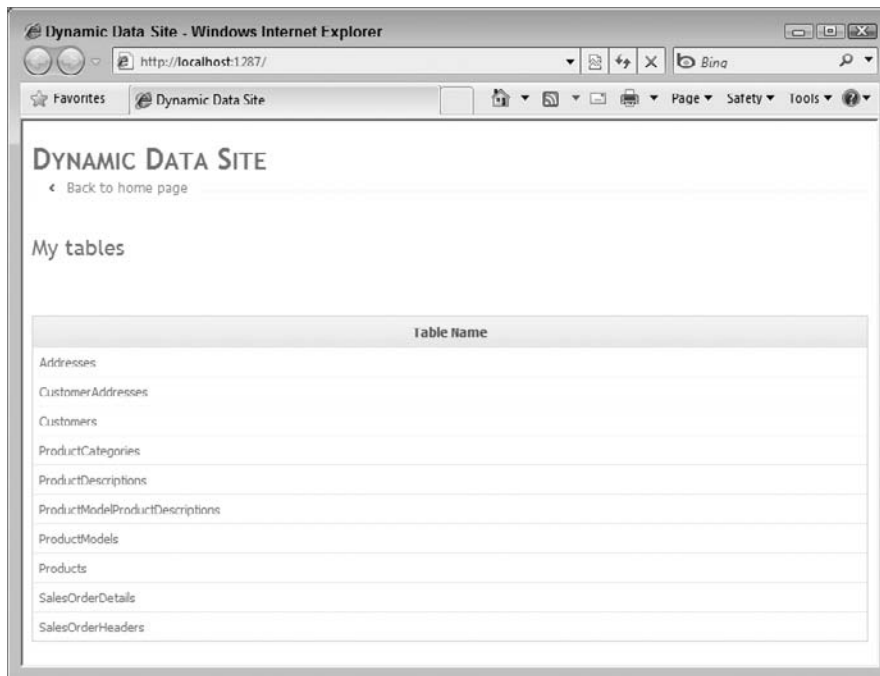 Dynamic Data Site - Windows Internet Explorer
http://localhost:1287/
Bing
Favorites
Dynamic Data Site
Page Safety Tools
DYNAMIC DATA SITE
‹ Back to home page
My tables
Table Name
Addresses
CustomerAddresses
Customers
ProductCategories
ProductDescriptions
ProductModelProductDescriptions
ProductModels
Products
SalesOrderDetails
SalesOrderHeaders